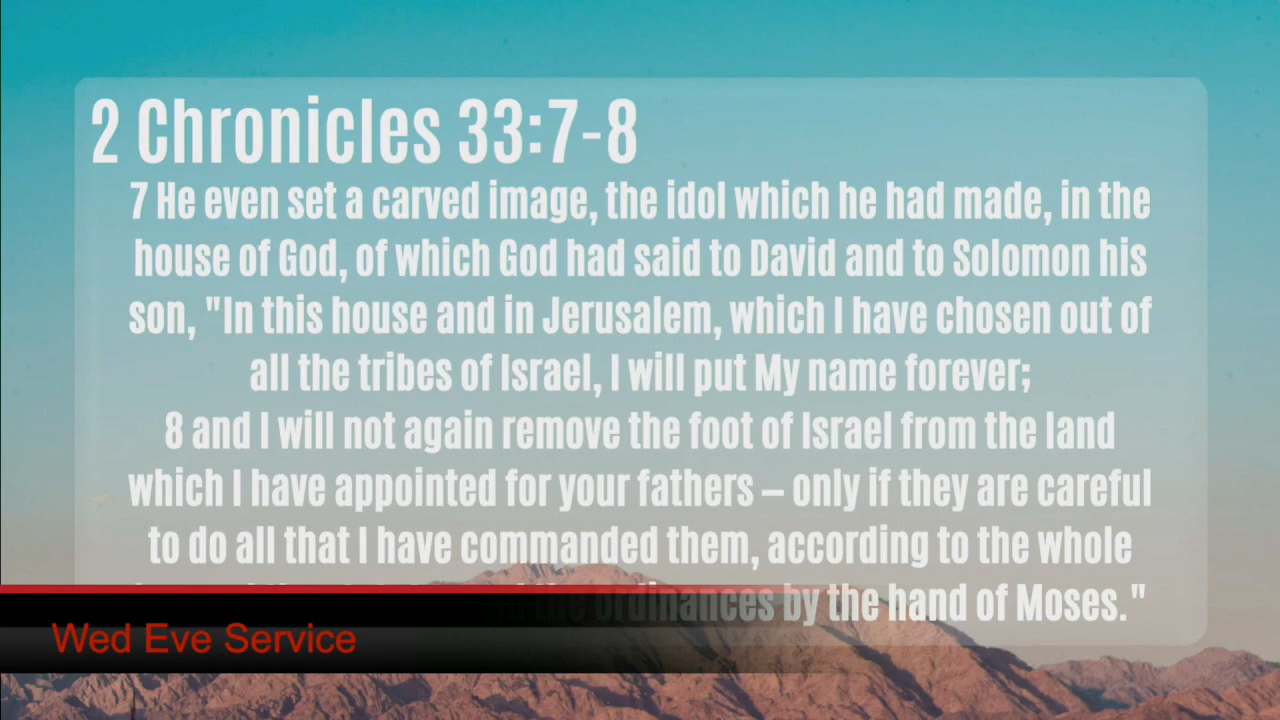 2 Chronicles 33:7-8
7 He even set a carved image, the idol which he had made, in the
house of God, of which God had said to David and to Solomon his
son, "In this house and in Jerusalem, which I have chosen out of
all the tribes of Israel, I will put My name forever;
8 and I will not again remove the foot of Israel from the land
which I have appointed for your fathers – only if they are careful
to do all that I have commanded them, according to the whole
the ordinances by the hand of Moses."
Wed Eve Service